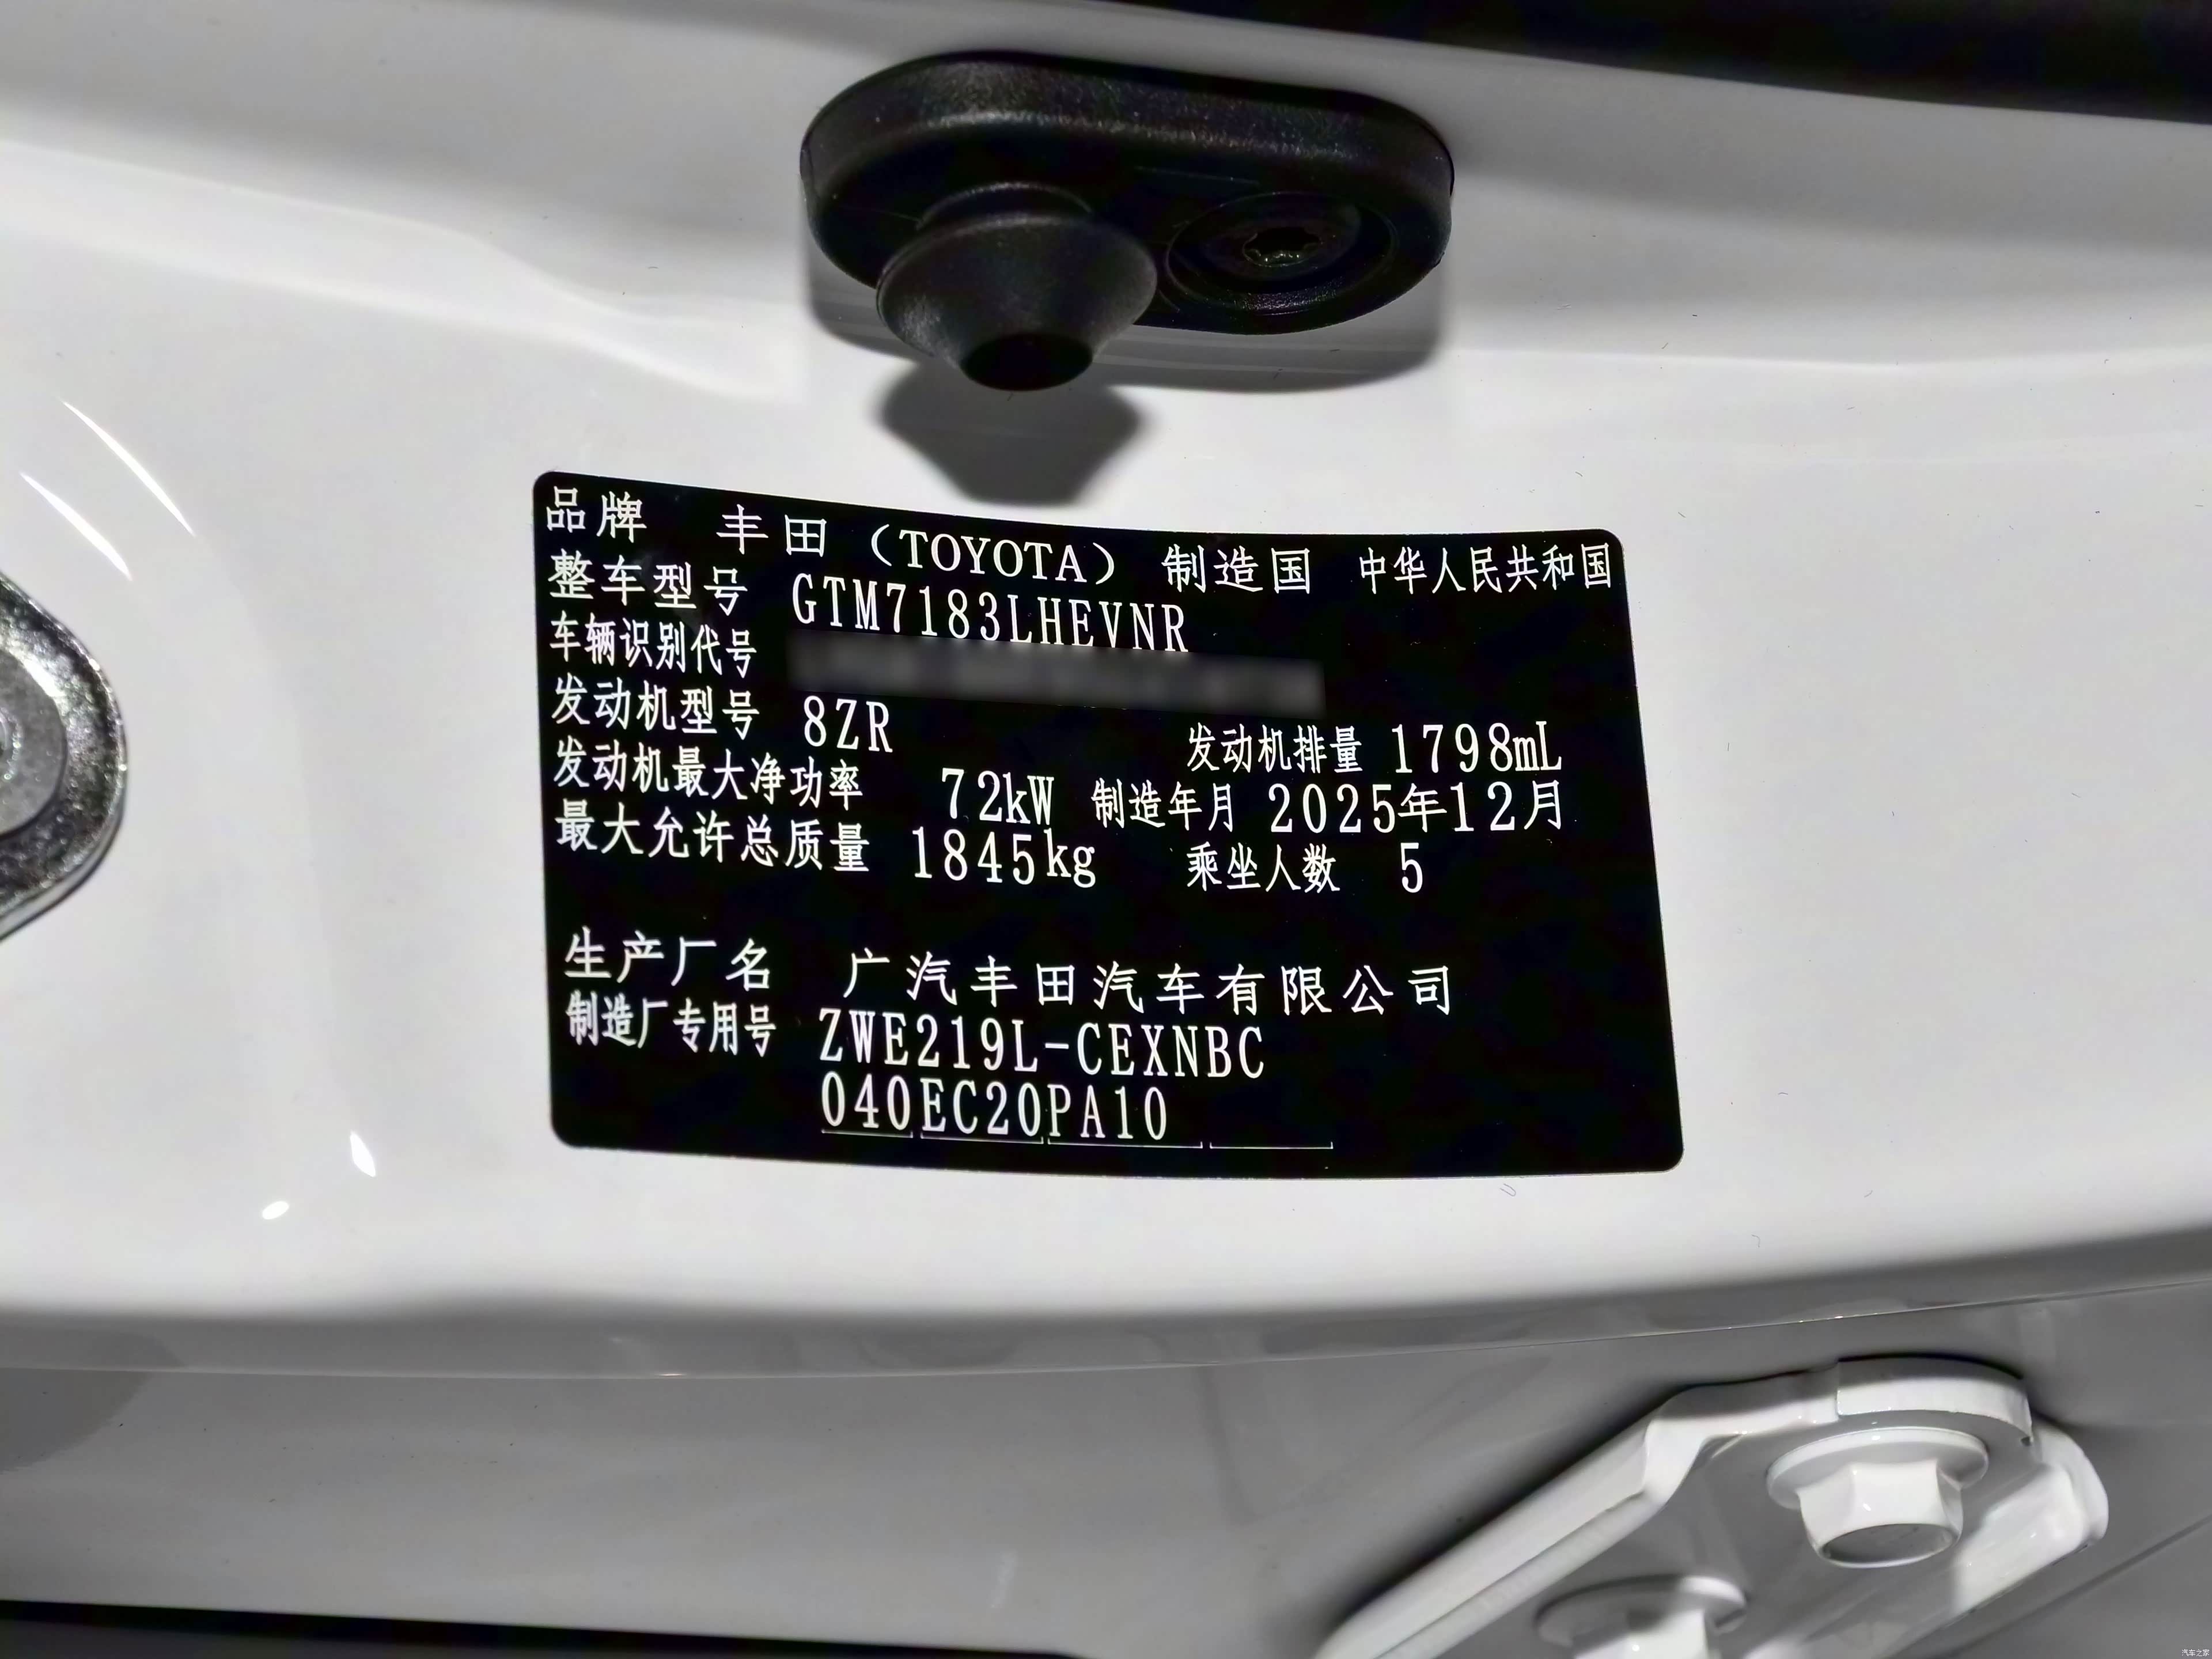 品牌 丰田（TOYOTA） 制造国 中华人民共和国
整车型号 GTM7183LHEVNR
车辆识别代号
发动机型号 8ZR 发动机排量 1798mL
发动机最大净功率 72kW 制造年月 2025年12月
最大允许总质量 1845kg 乘坐人数 5
生产厂名 广汽丰田汽车有限公司
制造厂专用号 ZWE219L-CEXNBC
040EC20PA10
汽车之家